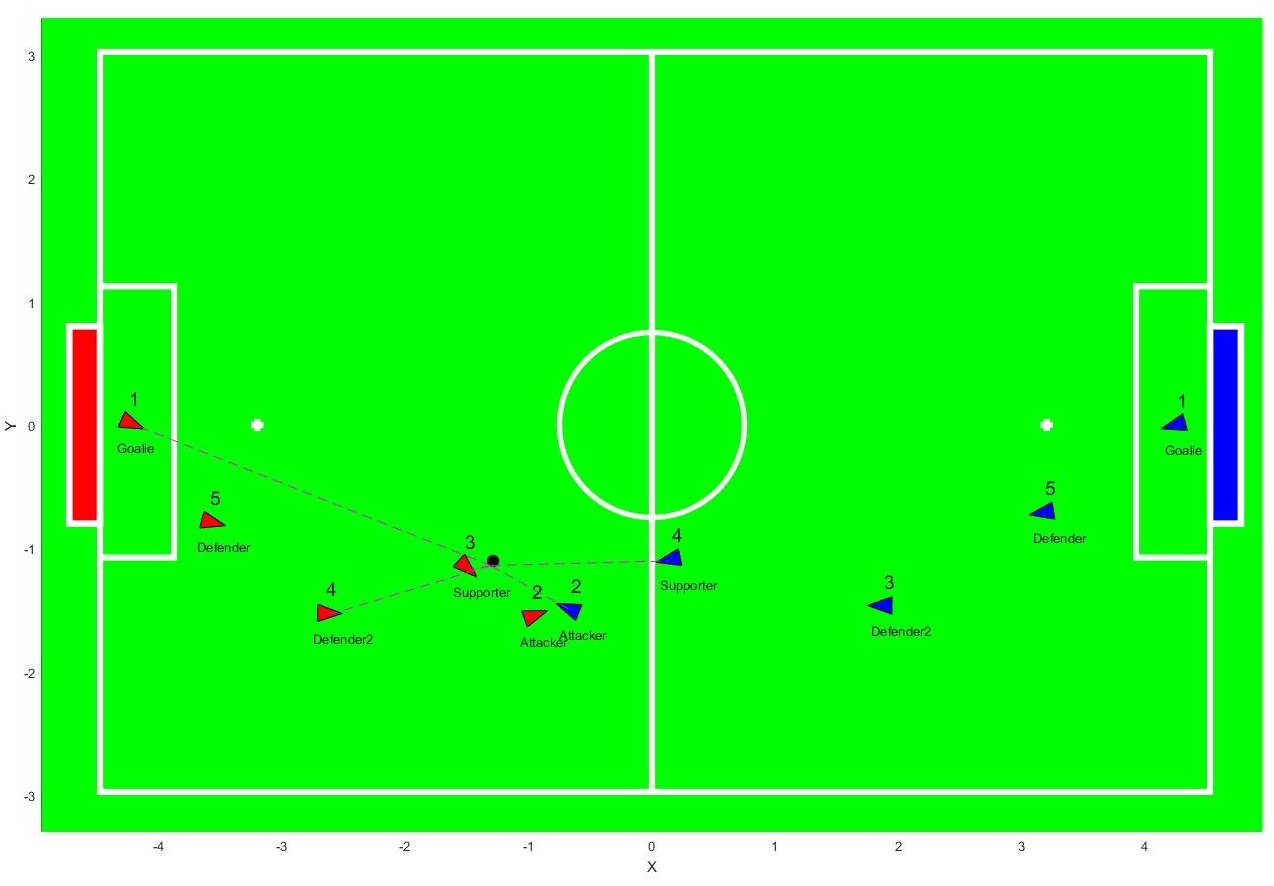 3
2
1
0
-1
-2
-3
Y
1
Goalie
5
Defender
4
Defender2
3
Supporter
2
Attacker
2
Attacker
4
Supporter
3
Defender2
5
Defender
1
Goalie
-4 -3 -2 -1 0 1 2 3 4
X